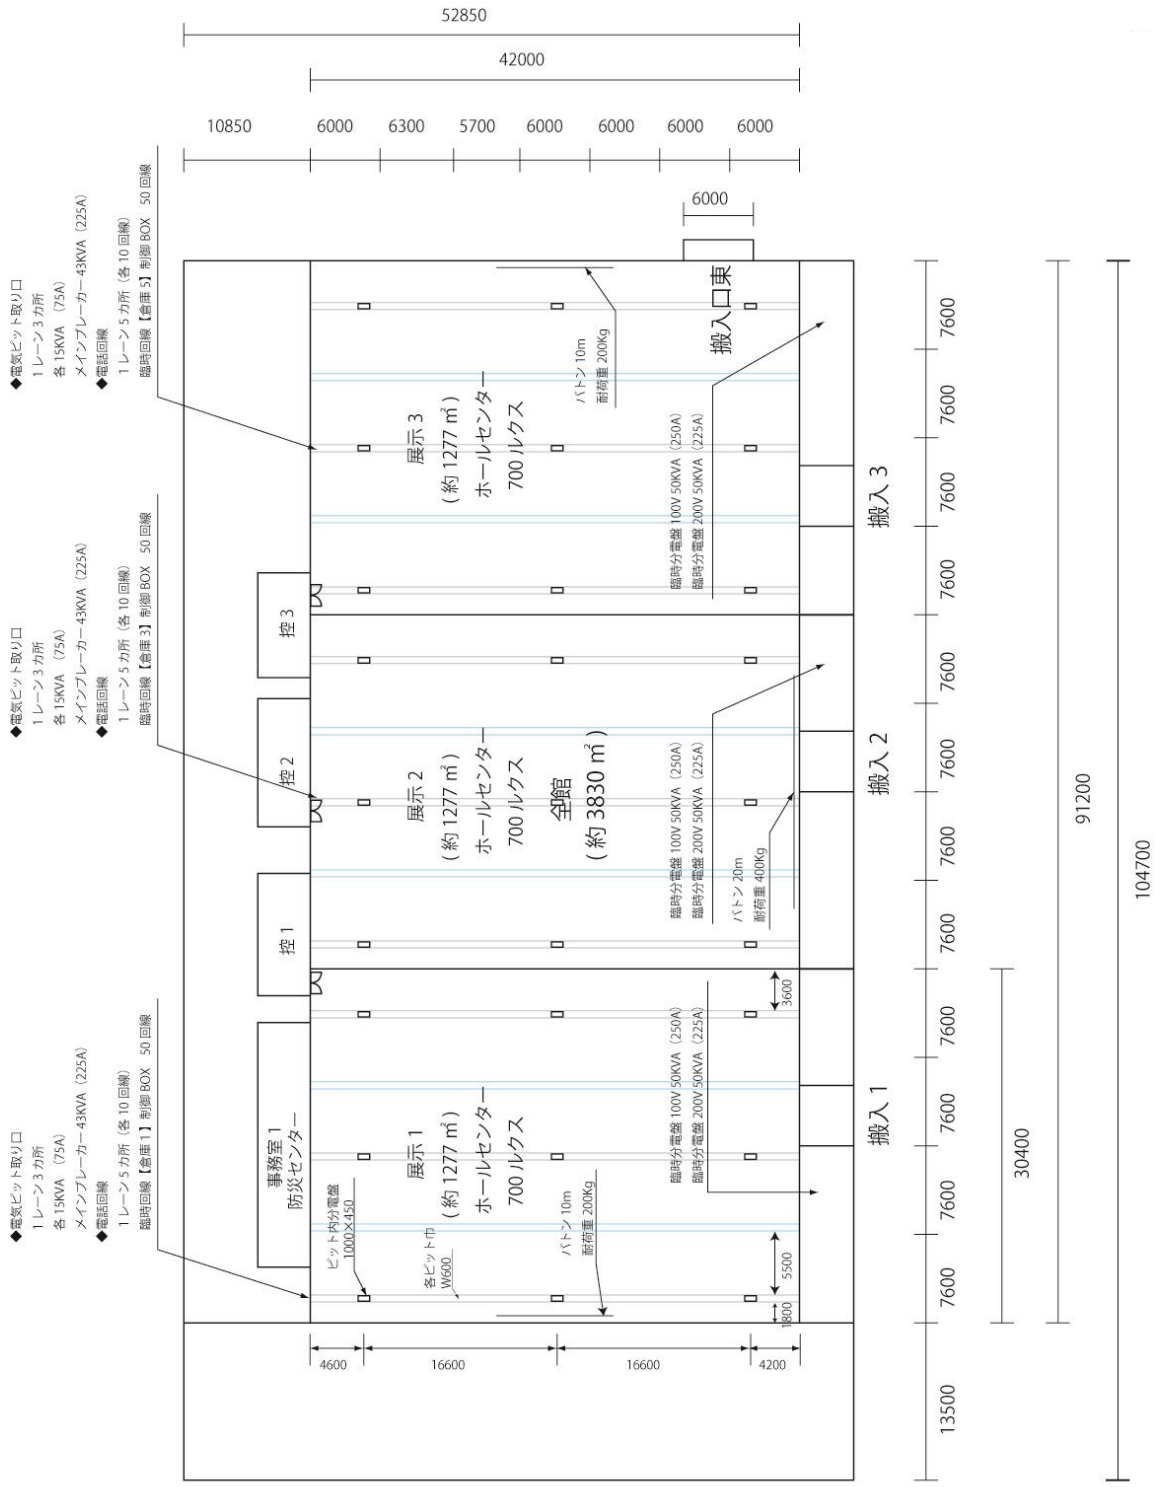 52850
42000
10850
6000
6300
5700
6000
6000
6000
6000
6000
◆電気ピット取り口
1 レーン 3 カ所
各 15KVA （75A）
メインブレーカー 43KVA（225A）
◆電話回線
1 レーン 5 カ所（各 10 回線）
臨時回線【倉庫 5】制御 BOX　50 回線
◆電気ピット取り口
1 レーン 3 カ所
各 15KVA （75A）
メインブレーカー 43KVA（225A）
◆電話回線
1 レーン 5 カ所（各 10 回線）
臨時回線【倉庫 3】制御 BOX　50 回線
◆電気ピット取り口
1 レーン 3 カ所
各 15KVA （75A）
メインブレーカー 43KVA（225A）
◆電話回線
1 レーン 5 カ所（各 10 回線）
臨時回線【倉庫 1】制御 BOX　50 回線
搬入口東
バトン 10m
耐荷重 200Kg
展示 3
( 約 1277 ㎡ )
ホールセンター
700 ルクス
臨時分電盤 100V 50KVA（250A）
臨時分電盤 200V 50KVA（225A）
搬入 3
控 3
控 2
展示 2
( 約 1277 ㎡ )
ホールセンター
700 ルクス
全館
( 約 3830 ㎡ )
臨時分電盤 100V 50KVA（250A）
臨時分電盤 200V 50KVA（225A）
バトン 20m
耐荷重 400Kg
搬入 2
控 1
事務室 1
防災センター
展示 1
( 約 1277 ㎡ )
ホールセンター
700 ルクス
ピット内分電盤
1000×450
各ピット巾
W600
バトン 10m
耐荷重 200Kg
臨時分電盤 100V 50KVA（250A）
臨時分電盤 200V 50KVA（225A）
3600
5500
1800
搬入 1
4600
16600
16600
4200
7600
7600
7600
7600
7600
7600
7600
7600
7600
7600
7600
7600
13500
30400
91200
104700